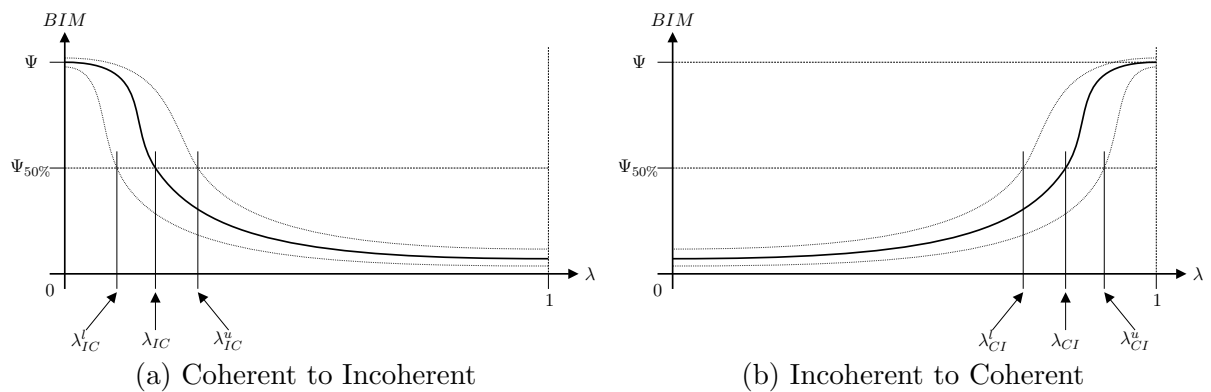 BIM
Ψ
Ψ50%
0
1
λ
λ^l_IC
λ_IC
λ^u_IC
(a) Coherent to Incoherent
BIM
Ψ
Ψ50%
0
1
λ
λ^l_CI
λ_CI
λ^u_CI
(b) Incoherent to Coherent